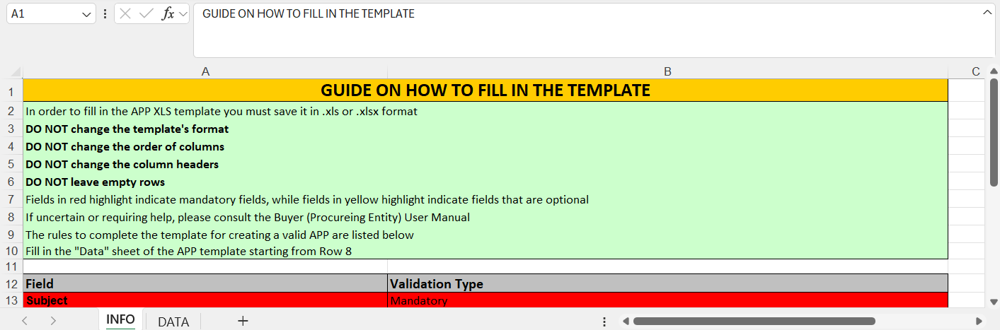 A1
fx
GUIDE ON HOW TO FILL IN THE TEMPLATE
A B C
1 GUIDE ON HOW TO FILL IN THE TEMPLATE
2 In order to fill in the APP XLS template you must save it in .xls or .xlsx format
3 DO NOT change the template's format
4 DO NOT change the order of columns
5 DO NOT change the column headers
6 DO NOT leave empty rows
7 Fields in red highlight indicate mandatory fields, while fields in yellow highlight indicate fields that are optional
8 If uncertain or requiring help, please consult the Buyer (Procureing Entity) User Manual
9 The rules to complete the template for creating a valid APP are listed below
10 Fill in the "Data" sheet of the APP template starting from Row 8
11
12 Field Validation Type
13 Subject Mandatory
INFO DATA +